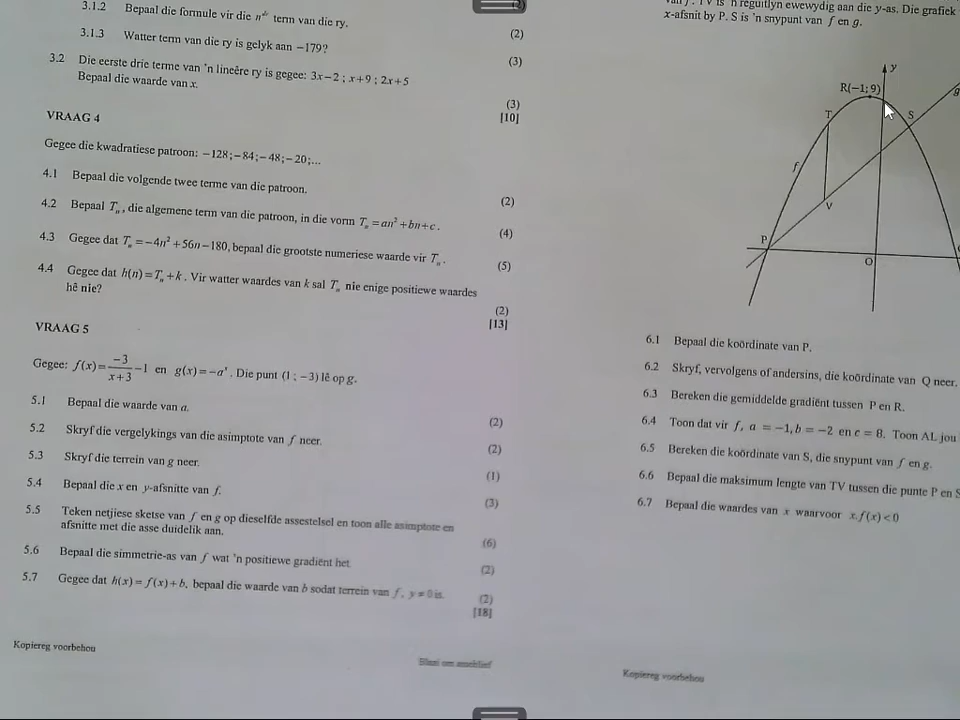 3.1.2 Bepaal die formule vir die nde term van die ry.
(2)
3.1.3 Watter term van die ry is gelyk aan −179?
(2)
3.2 Die eerste drie terme van 'n lineêre ry is gegee: 3x−2 ; x+9 ; 2x+5
(3)
Bepaal die waarde van x.
(3)
[10]
VRAAG 4
Gegee die kwadratiese patroon: −128;−84;−48;−20;...
4.1 Bepaal die volgende twee terme van die patroon.
(2)
4.2 Bepaal Tn, die algemene term van die patroon, in die vorm Tn=an²+bn+c.
(4)
4.3 Gegee dat Tn=−4n²+56n−180, bepaal die grootste numeriese waarde vir Tn.
(5)
4.4 Gegee dat h(n)=Tn+k. Vir watter waardes van k sal Tn nie enige positiewe waardes
hê nie?
(2)
[13]
VRAAG 5
Gegee: f(x)=−3/(x+3)−1 en g(x)=−aˣ. Die punt (1 ; −3) lê op g.
5.1 Bepaal die waarde van a.
(2)
5.2 Skryf die vergelykings van die asimptote van f neer.
(2)
5.3 Skryf die terrein van g neer.
(1)
5.4 Bepaal die x en y-afsnitte van f.
(3)
5.5 Teken netjiese sketse van f en g op dieselfde assestelsel en toon alle asimptote en
afsnitte met die asse duidelik aan.
(6)
5.6 Bepaal die simmetrie-as van f wat 'n positiewe gradiënt het.
(2)
5.7 Gegee dat h(x)=f(x)+b, bepaal die waarde van b sodat terrein van f, y≠0 is.
(2)
[18]
Kopiereg voorbehou
van f. TV is 'n reguitlyn ewewydig aan die y-as. Die grafiek
x-afsnit by P. S is 'n snypunt van f en g.
y
R(−1; 9)
g
T
S
f
V
P
O
6.1 Bepaal die koördinate van P.
6.2 Skryf, vervolgens of andersins, die koördinate van Q neer.
6.3 Bereken die gemiddelde gradiënt tussen P en R.
6.4 Toon dat vir f, a = −1, b = −2 en c = 8. Toon AL jou
6.5 Bereken die koördinate van S, die snypunt van f en g.
6.6 Bepaal die maksimum lengte van TV tussen die punte P en S
6.7 Bepaal die waardes van x waarvoor x.f(x)<0
Kopiereg voorbehou